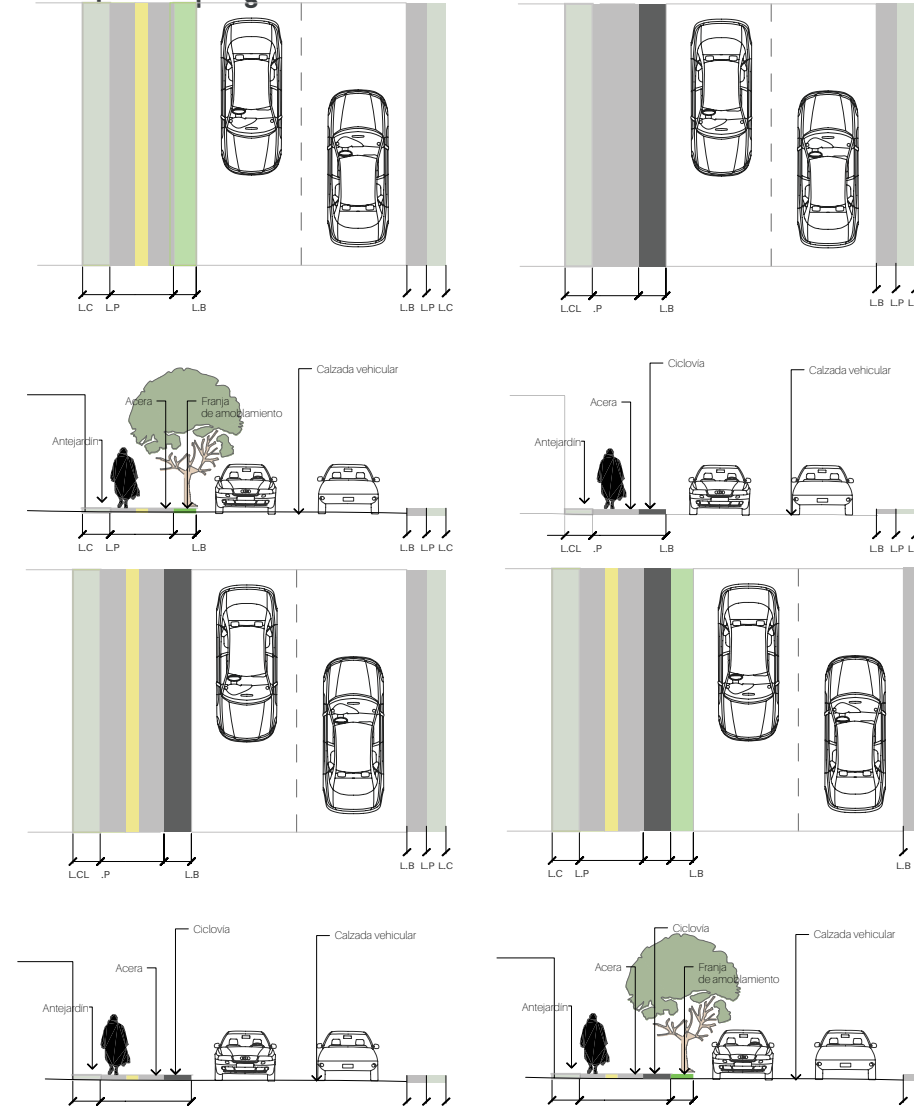 L.C L.P L.B L.B L.P L.C
L.CL .P L.B L.B L.P
Calzada vehicular
Acera
Franja
de amoblamiento
Antejardín
L.C L.P L.B L.B L.P L.C
Ciclovía
Calzada vehicular
Acera
Antejardín
L.CL .P L.B L.B L.P
L.CL .P L.B L.B L.P L.C
L.C L.P L.B L.B
Ciclovía
Calzada vehicular
Acera
Antejardín
Ciclovía
Calzada vehicular
Acera
Franja
de amoblamiento
Antejardín